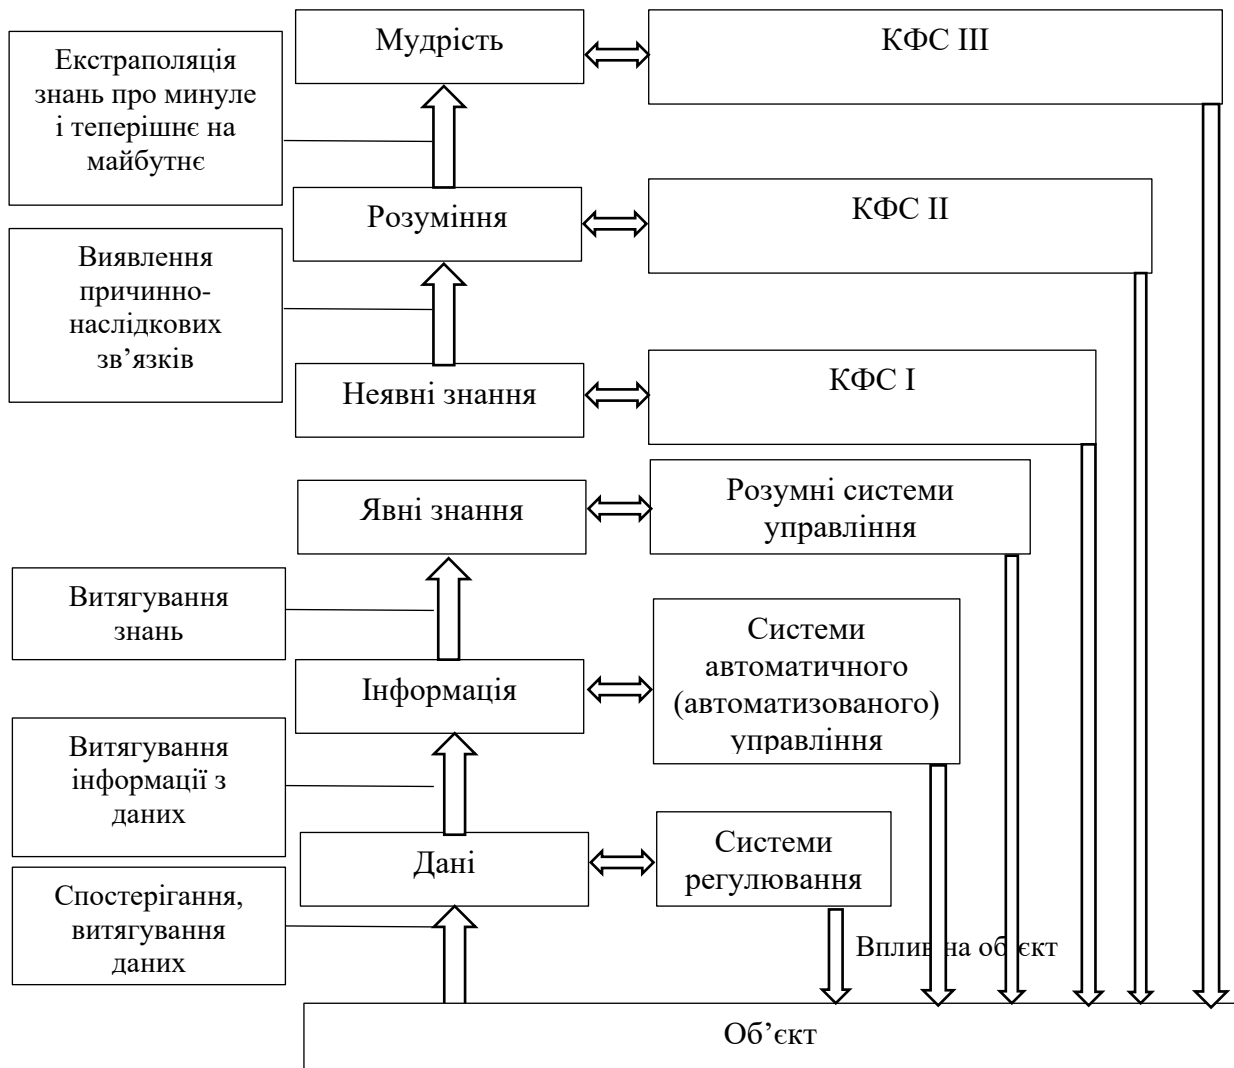 Мудрість
КФС III
Екстраполяція
знань про минуле
і теперішнє на
майбутнє
Розуміння
КФС II
Виявлення
причинно-
наслідкових
зв’язків
Неявні знання
КФС I
Явні знання
Розумні системи
управління
Витягування
знань
Інформація
Системи
автоматичного
(автоматизованого)
управління
Витягування
інформації з
даних
Дані
Системи
регулювання
Спостерігання,
витягування
даних
Вплив на об’єкт
Об’єкт